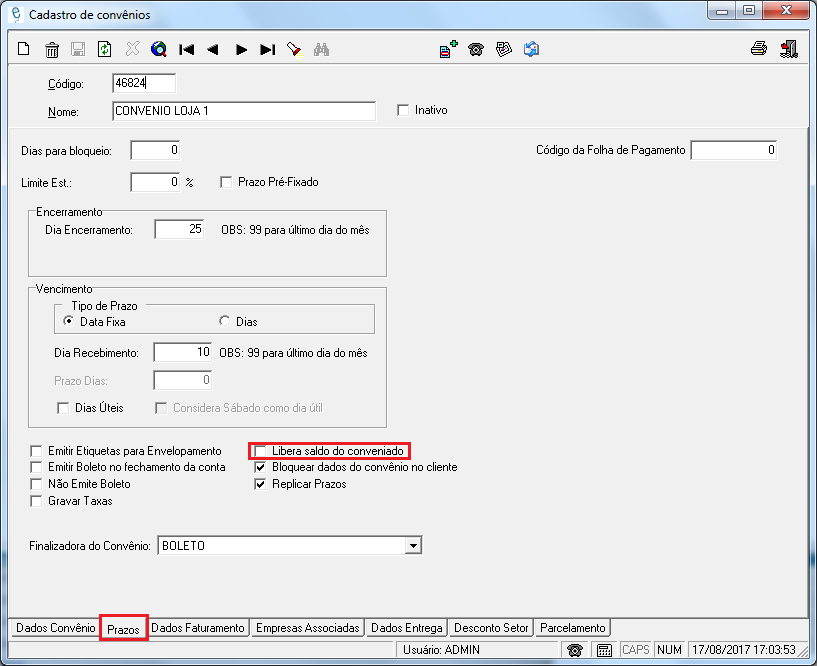 Cadastro de convênios
Código: 46824
Nome: CONVENIO LOJA 1 Inativo
Dias para bloqueio: 0 Código da Folha de Pagamento 0
Limite Est.: 0 % Prazo Pré-Fixado
Encerramento
Dia Encerramento: 25 OBS: 99 para último dia do mês
Vencimento
Tipo de Prazo
Data Fixa Dias
Dia Recebimento: 10 OBS: 99 para último dia do mês
Prazo Dias: 0
Dias Úteis Considera Sábado como dia útil
Emitir Etiquetas para Envelopamento Libera saldo do conveniado
Emitir Boleto no fechamento da conta Bloquear dados do convênio no cliente
Não Emite Boleto Replicar Prazos
Gravar Taxas
Finalizadora do Convênio: BOLETO
Dados Convênio Prazos Dados Faturamento Empresas Associadas Dados Entrega Desconto Setor Parcelamento
Usuário: ADMIN CAPS NUM 17/08/2017 17:03:53